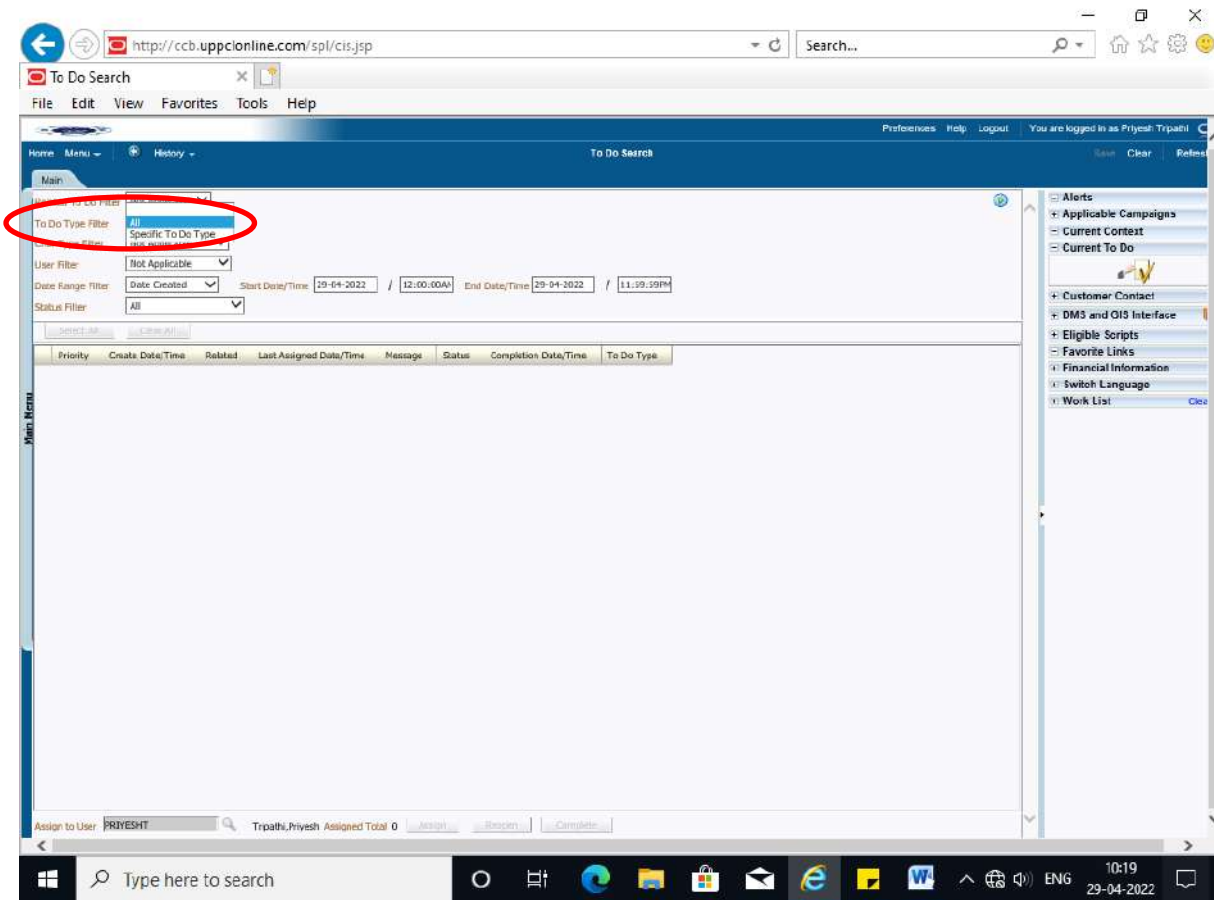 http://ccb.uppclonline.com/spl/cis.jsp
Search...
To Do Search
File Edit View Favorites Tools Help
Preferences Help Logout You are logged in as Priyesh Tripathi
Home Menu History To Do Search Save Clear Refres
Main
To Do Filter
To Do Type Filter All
Specific To Do Type
User Filter Not Applicable
Date Range Filter Date Created Start Date/Time 29-04-2022 / 12:00:00AM End Date/Time 29-04-2022 / 11:59:59PM
Status Filter All
Select All Clear All
Priority Create Date/Time Related Last Assigned Date/Time Message Status Completion Date/Time To Do Type
Alerts
Applicable Campaigns
Current Context
Current To Do
Customer Contact
DMS and GIS Interface
Eligible Scripts
Favorite Links
Financial Information
Switch Language
Work List Clea
Main Menu
Assign to User PRIYESHT Tripathi,Priyesh Assigned Total 0 Assign Reopen Complete
Type here to search
W
ENG
10:19
29-04-2022